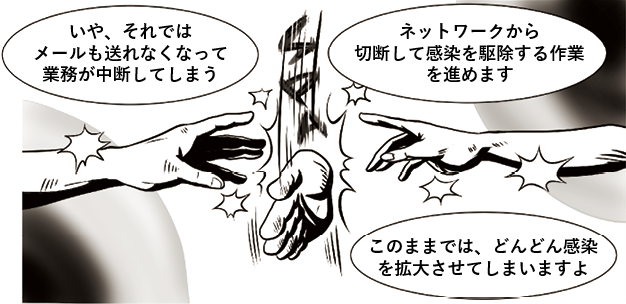 ネットワークから
切断して感染を駆除する作業
を進めます
いや、それでは
メールも送れなくなって
業務が中断してしまう
このままでは、どんどん感染
を拡大させてしまいますよ